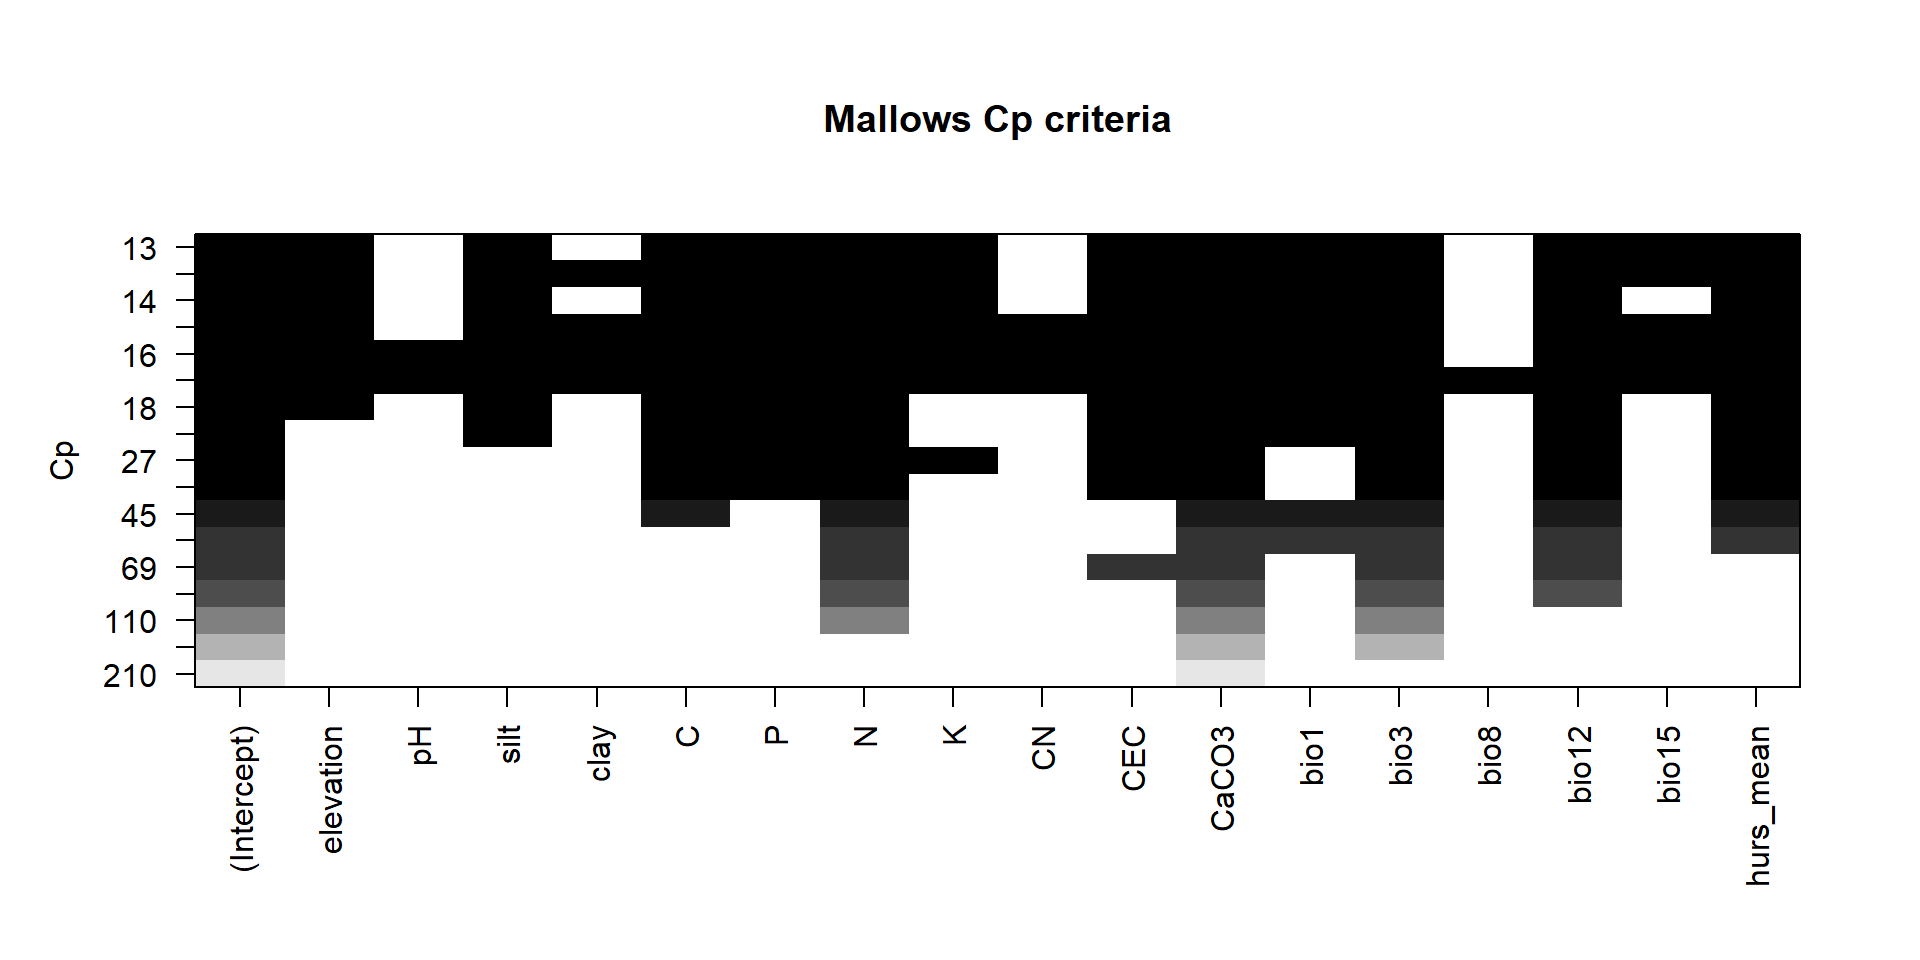 Mallows Cp criteria
Cp
13
14
16
18
27
45
69
110
210
(Intercept)
elevation
pH
silt
clay
C
P
N
K
CN
CEC
CaCO3
bio1
bio3
bio8
bio12
bio15
hurs_mean